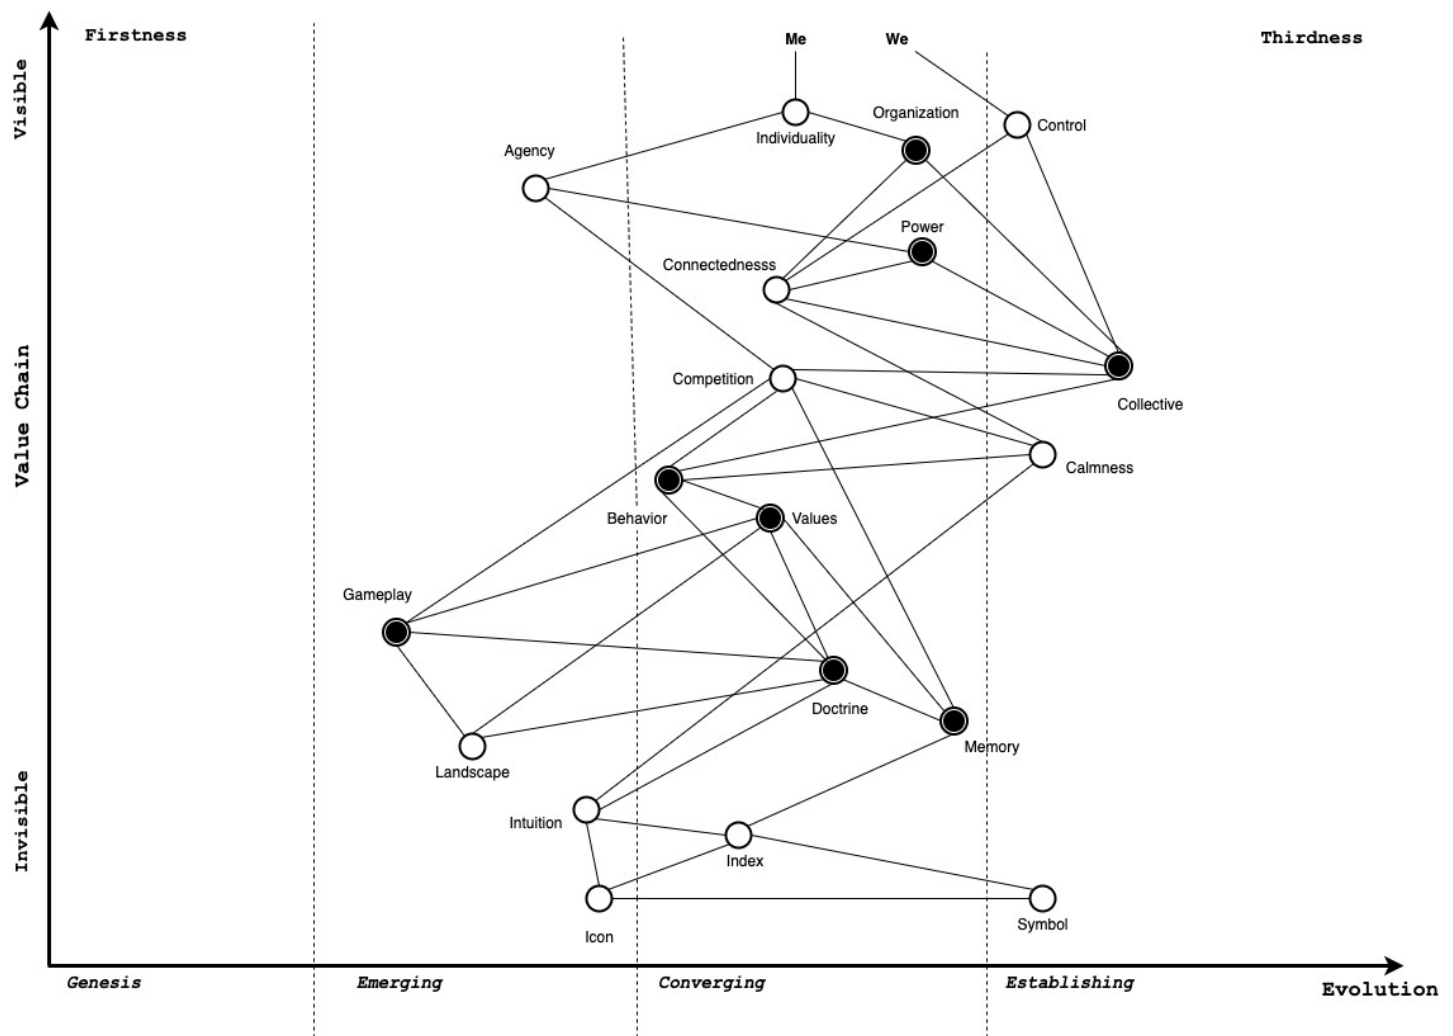 Firstness
Me
We
Thirdness
Visible
Organization
Individuality
Control
Agency
Power
Connectednesss
Value Chain
Competition
Collective
Calmness
Behavior
Values
Gameplay
Doctrine
Memory
Landscape
Invisible
Intuition
Index
Symbol
Icon
Genesis
Emerging
Converging
Establishing
Evolution